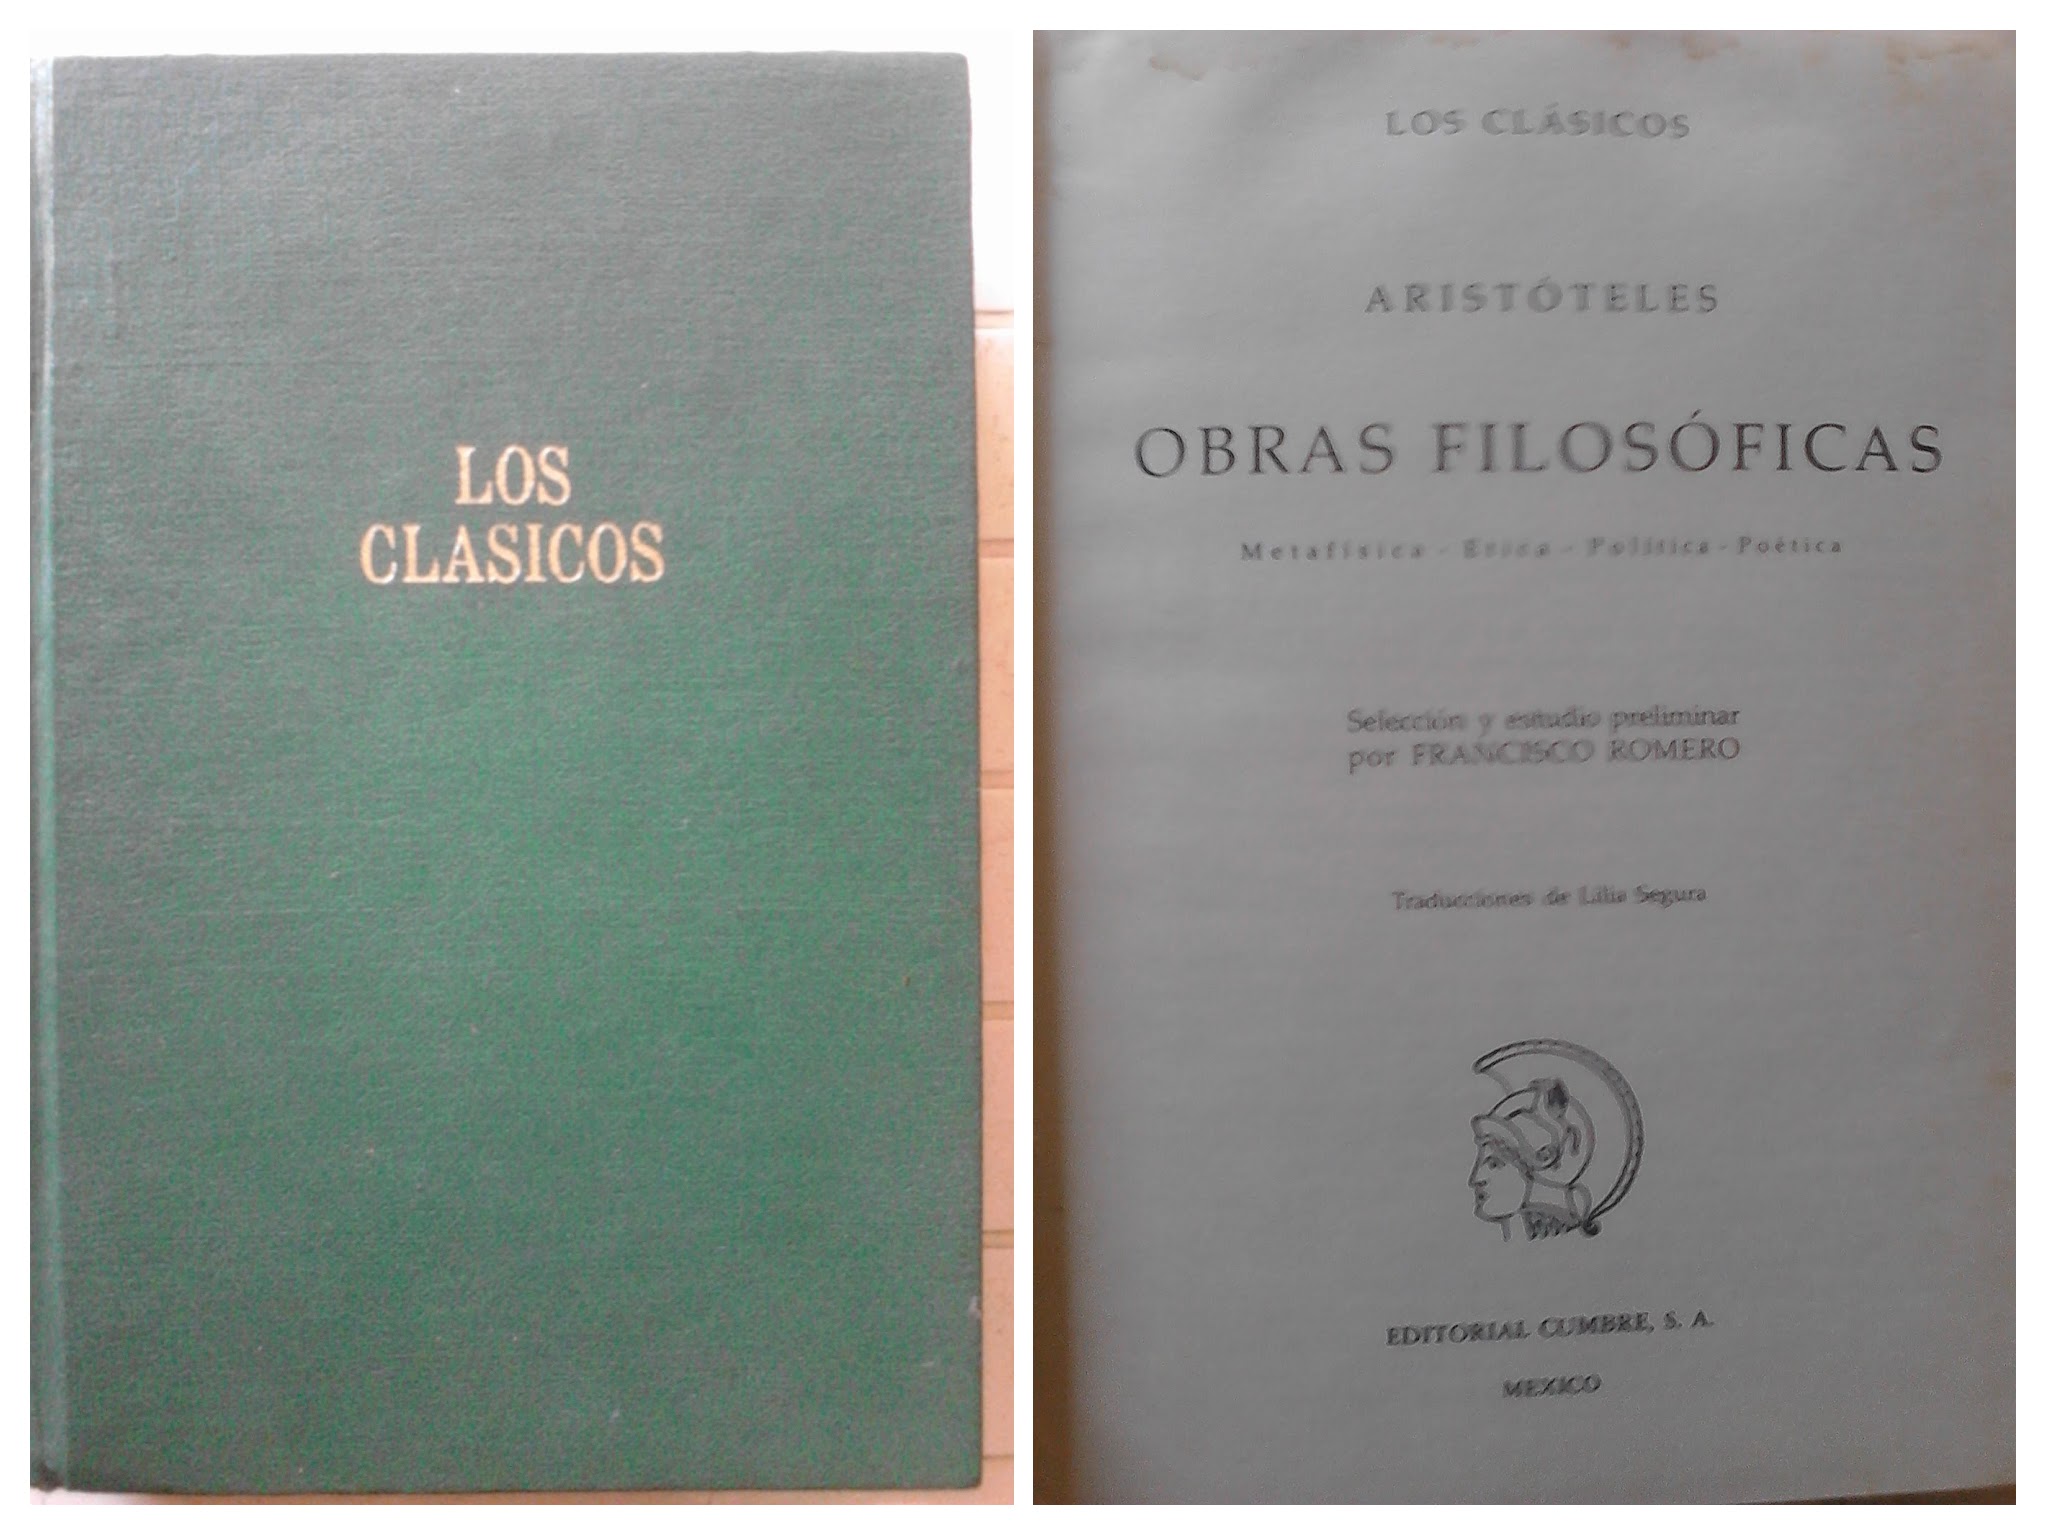 LOS
CLASICOS
LOS CLÁSICOS
ARISTÓTELES
OBRAS FILOSÓFICAS
Metafísica - Etica - Política - Poética
Selección y estudio preliminar
por FRANCISCO ROMERO
Traducciones de Lilia Segura
EDITORIAL CUMBRE, S. A.
MEXICO